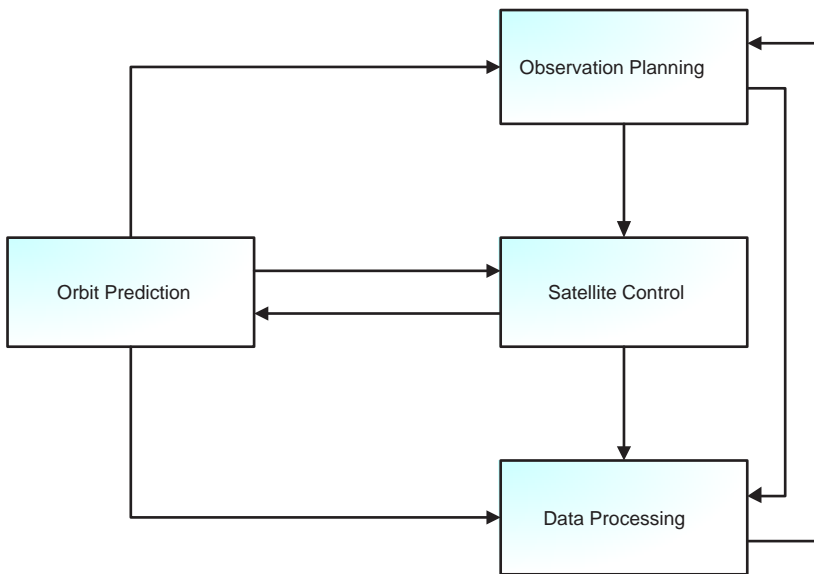 Observation Planning
Orbit Prediction
Satellite Control
Data Processing